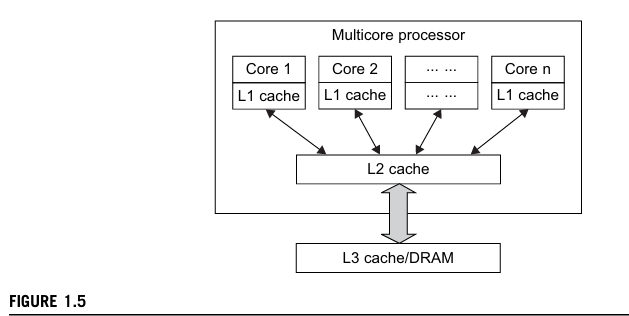 Multicore processor
Core 1 Core 2 ... ... Core n
L1 cache L1 cache ... ... L1 cache
L2 cache
L3 cache/DRAM
FIGURE 1.5